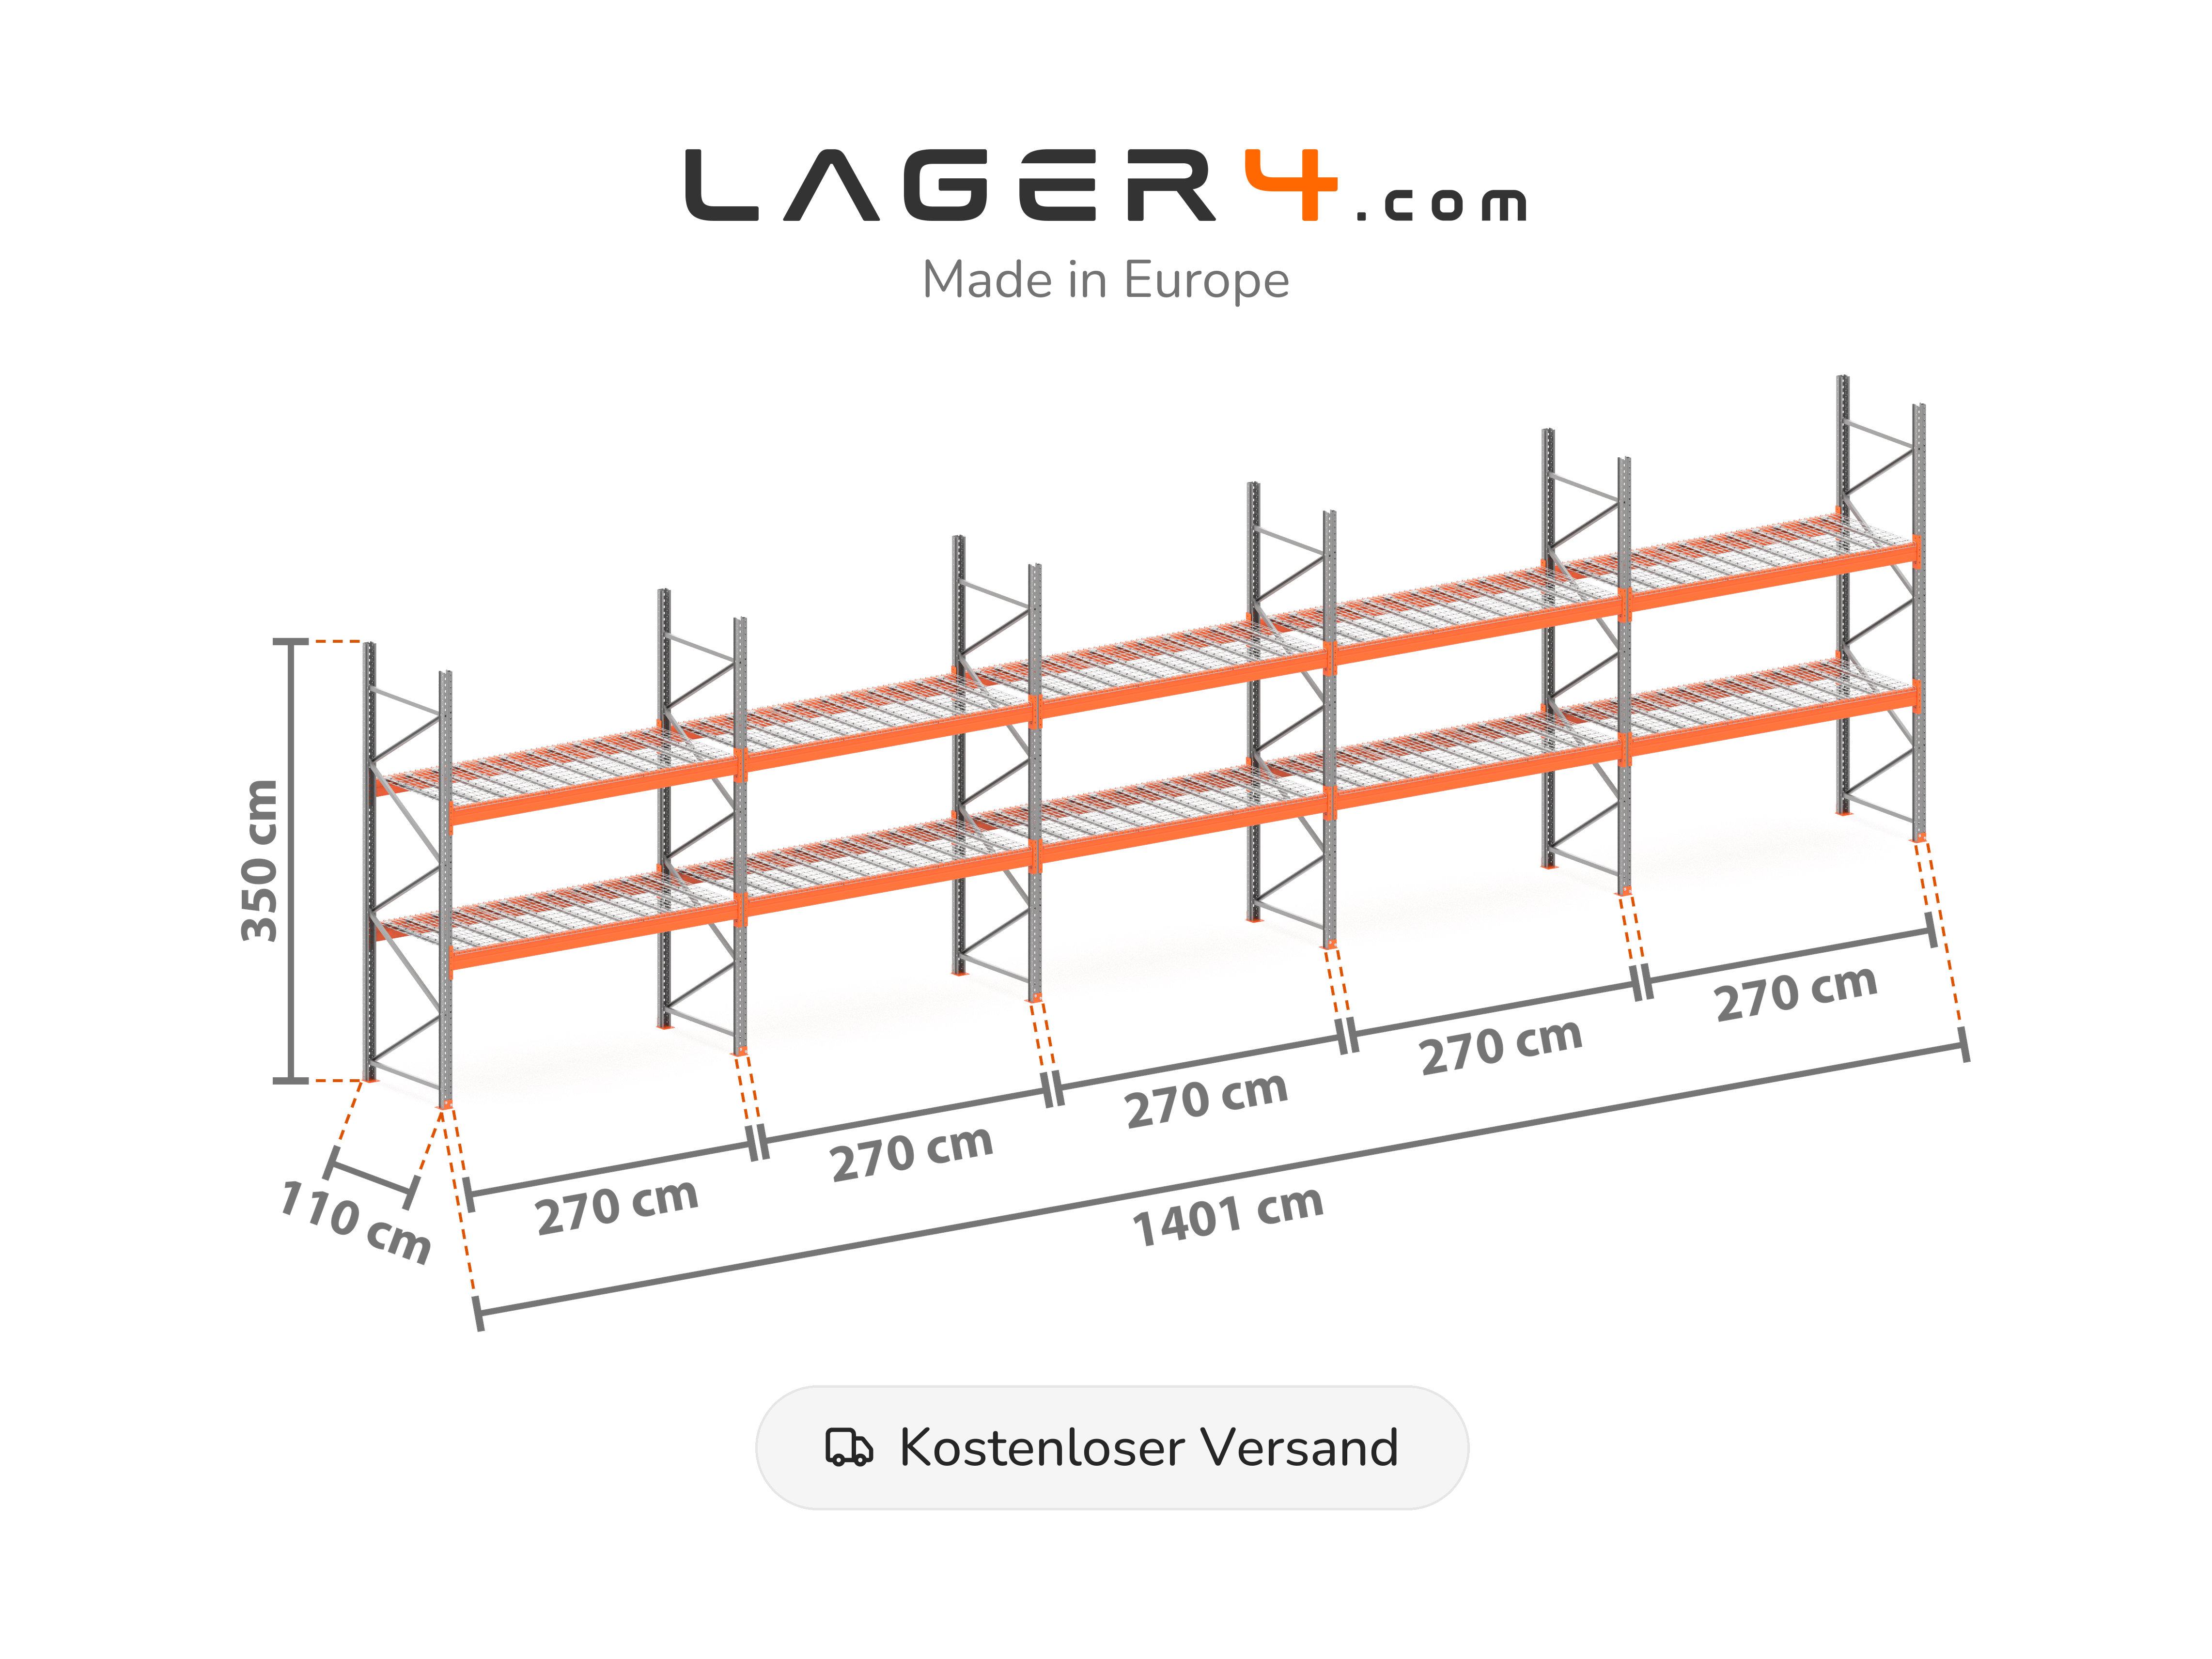 LAGER4.com
Made in Europe
350 cm
110 cm
270 cm
270 cm
270 cm
270 cm
270 cm
1401 cm
Kostenloser Versand